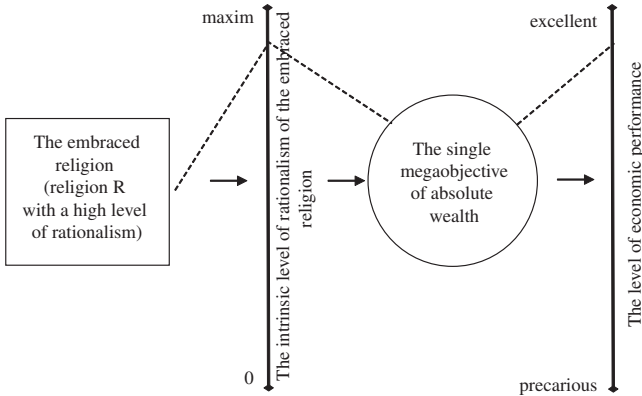 maxim
The embraced
religion
(religion R
with a high level
of rationalism)
0
The intrinsic level of rationalism of the embraced
religion
The single
megaobjective
of absolute
wealth
excellent
precarious
The level of economic performance